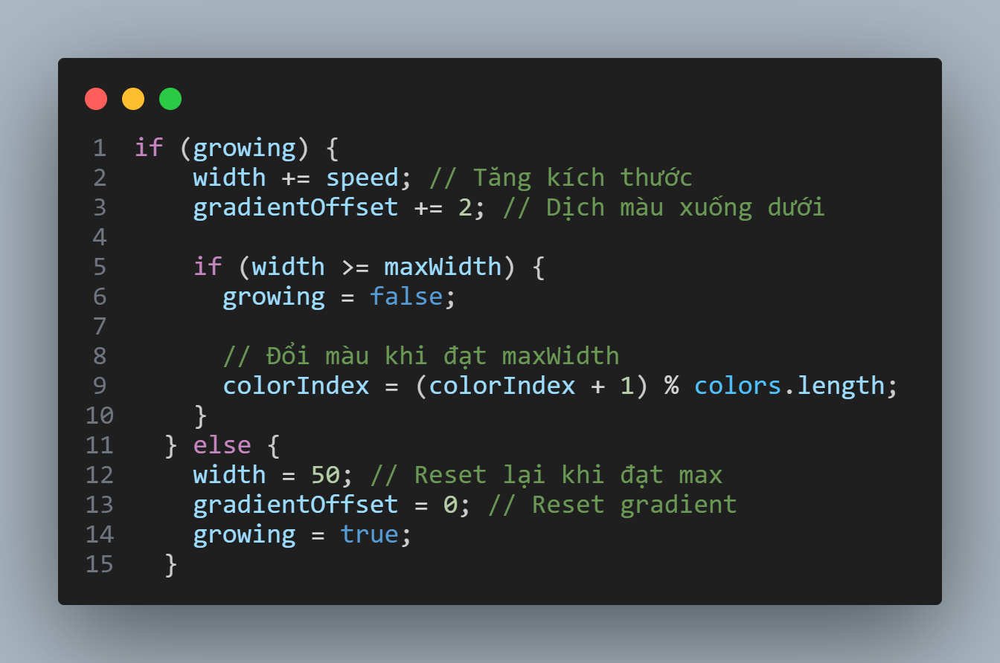 1 if (growing) {
2 width += speed; // Tăng kích thước
3 gradientOffset += 2; // Dịch màu xuống dưới
4
5 if (width >= maxWidth) {
6 growing = false;
7
8 // Đổi màu khi đạt maxWidth
9 colorIndex = (colorIndex + 1) % colors.length;
10 }
11 } else {
12 width = 50; // Reset lại khi đạt max
13 gradientOffset = 0; // Reset gradient
14 growing = true;
15 }